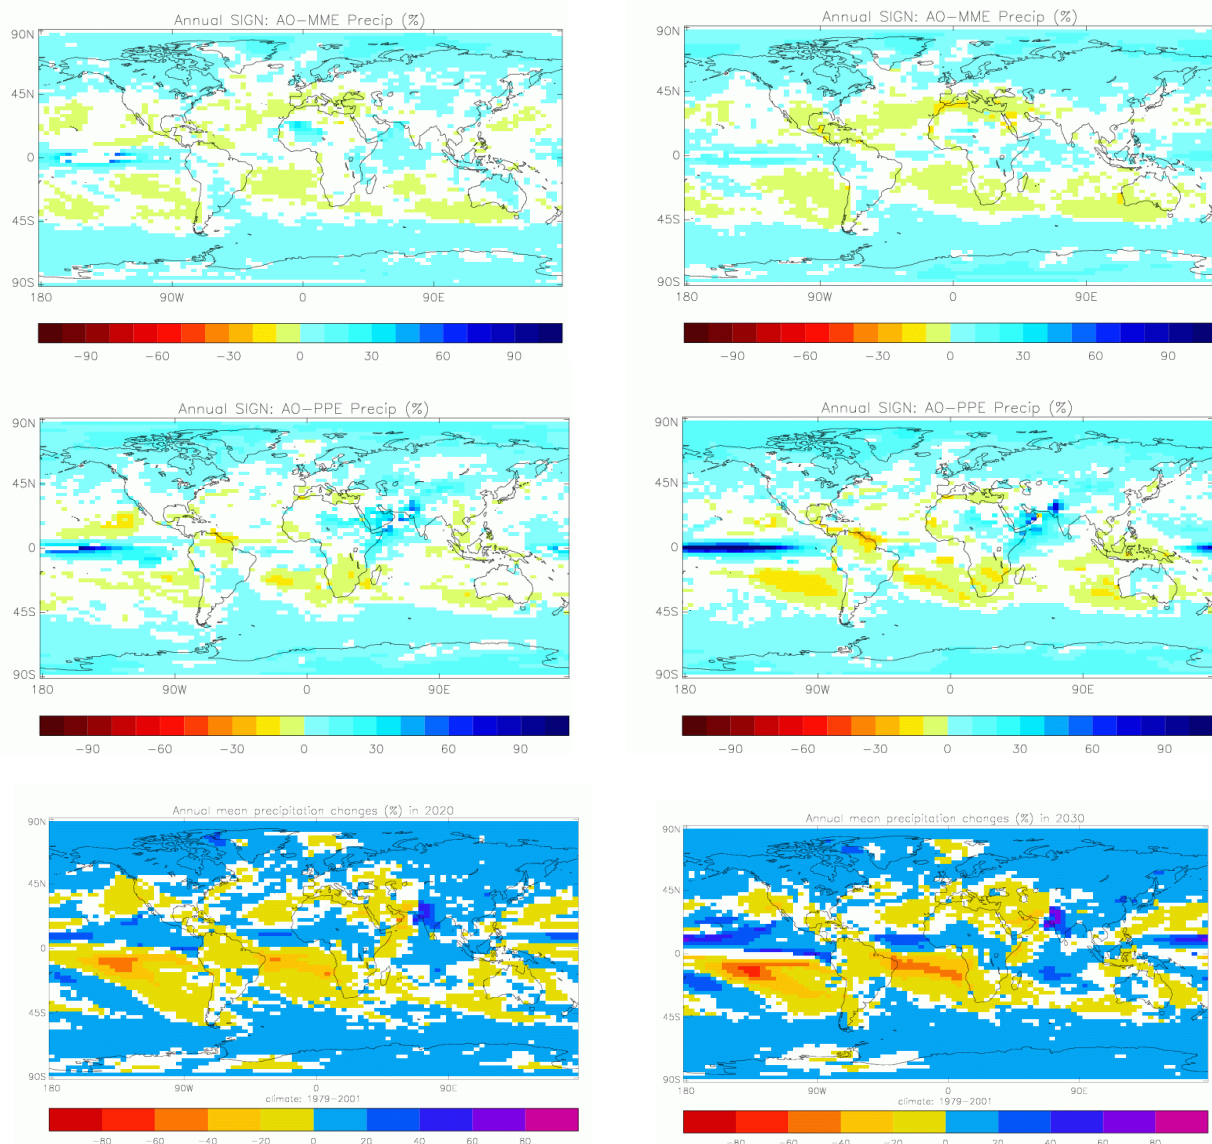 Annual SIGN: AO-MME Precip (%)
90N
45N
0
45S
90S
180 90W 0 90E
-90 -60 -30 0 30 60 90
Annual SIGN: AO-MME Precip (%)
90N
45N
0
45S
90S
180 90W 0 90E
-90 -60 -30 0 30 60 90
Annual SIGN: AO-PPE Precip (%)
90N
45N
0
45S
90S
180 90W 0 90E
-90 -60 -30 0 30 60 90
Annual SIGN: AO-PPE Precip (%)
90N
45N
0
45S
90S
180 90W 0 90E
-90 -60 -30 0 30 60 90
Annual mean precipitation changes (%) in 2020
90N
45N
0
45S
90S
180 90W 0 90E
climate: 1979-2001
-80 -60 -40 -20 0 20 40 60 80
Annual mean precipitation changes (%) in 2030
90N
45N
0
45S
90S
180 90W 0 90E
climate: 1979-2001
-80 -60 -40 -20 0 20 40 60 80